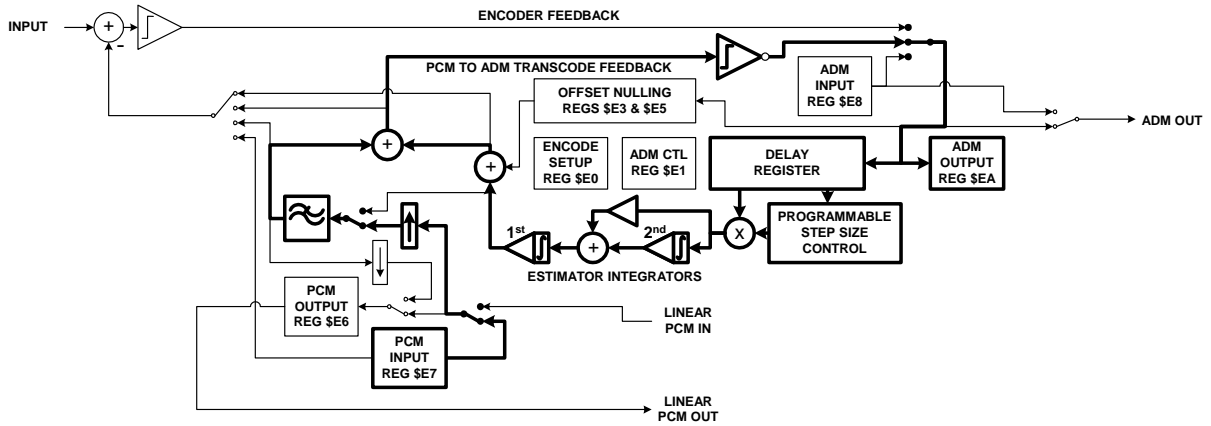 ENCODER FEEDBACK
INPUT
+
-
PCM TO ADM TRANSCODE FEEDBACK
ADM
INPUT
REG $E8
OFFSET NULLING
REGS $E3 & $E5
ADM OUT
+
+
ENCODE
SETUP
REG $E0
ADM CTL
REG $E1
DELAY
REGISTER
ADM
OUTPUT
REG $EA
PROGRAMMABLE
STEP SIZE
CONTROL
X
1st
+
2nd
ESTIMATOR INTEGRATORS
PCM
OUTPUT
REG $E6
LINEAR
PCM IN
PCM
INPUT
REG $E7
LINEAR
PCM OUT